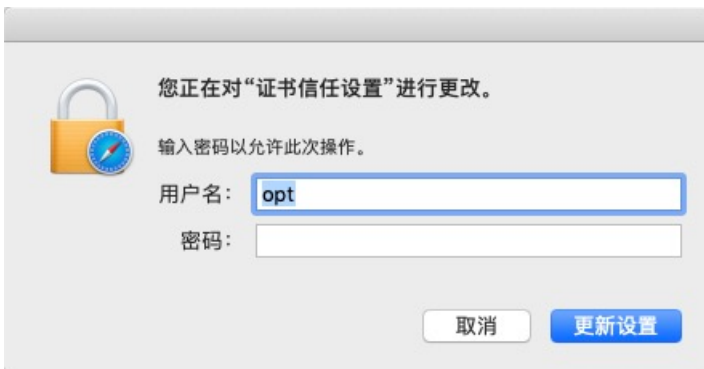 您正在对“证书信任设置”进行更改。
输入密码以允许此次操作。
用户名： opt
密码：
取消 更新设置